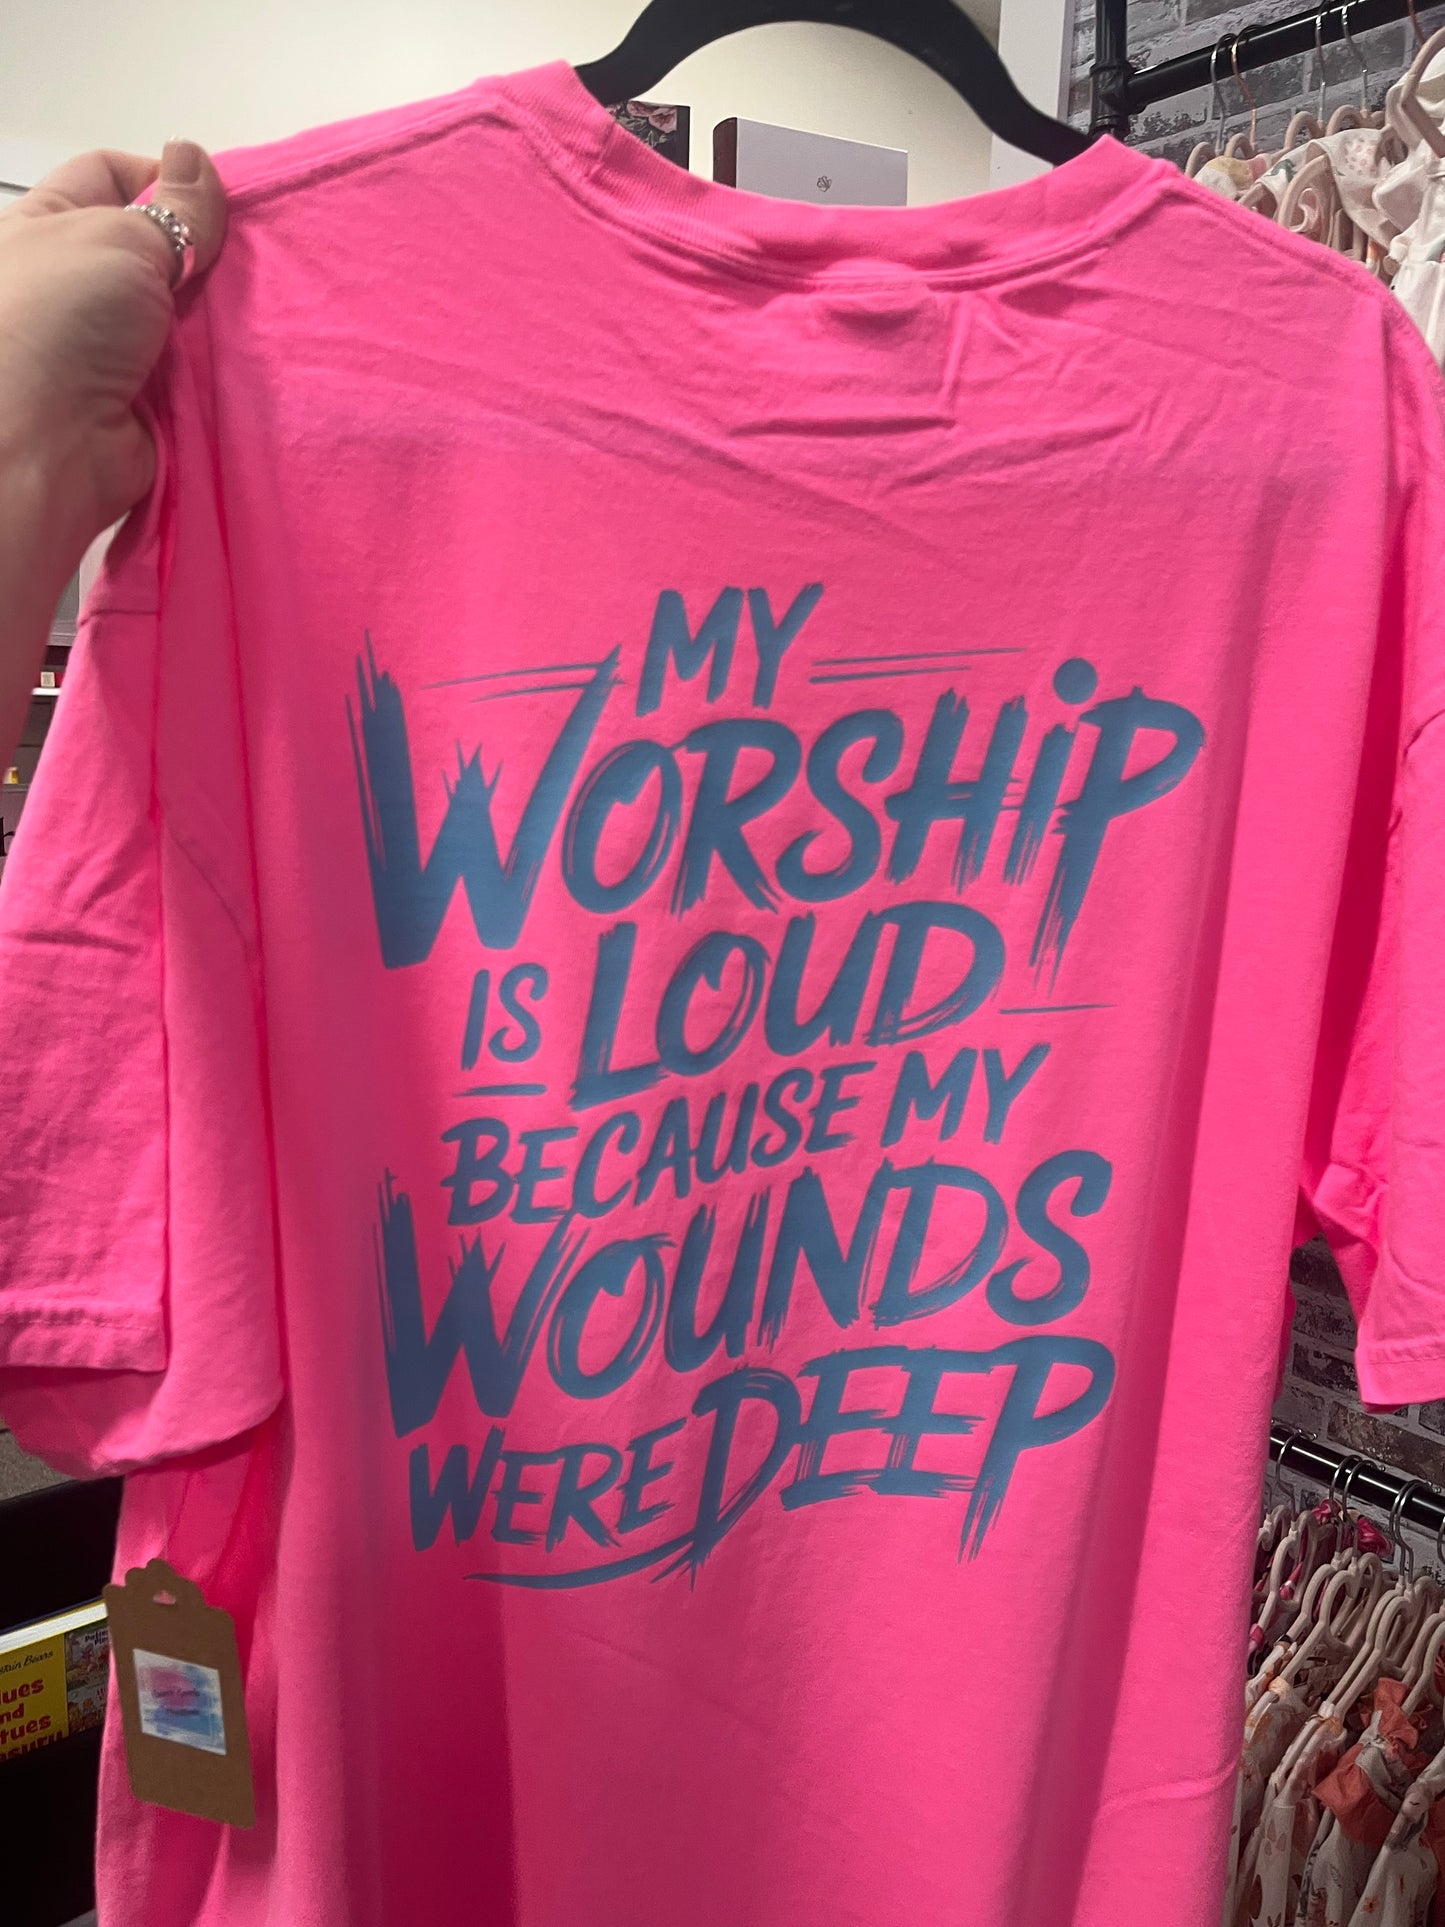 MY
WORSHiP
IS LOUD
BECAUSE MY
WOUNDS
WERE DEEP